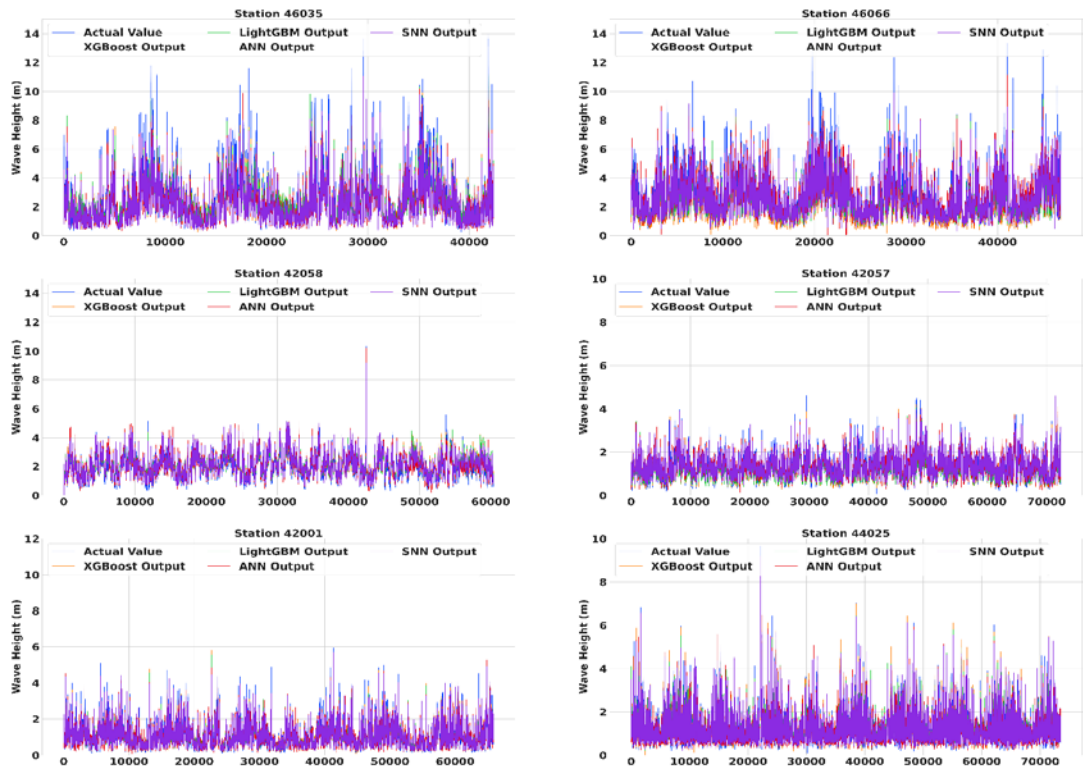 Station 46035
Actual Value LightGBM Output SNN Output
XGBoost Output ANN Output
14
12
10
8
6
4
2
0
Wave Height (m)
0 10000 20000 30000 40000
Station 46066
Actual Value LightGBM Output SNN Output
XGBoost Output ANN Output
14
12
10
8
6
4
2
0
Wave Height (m)
0 10000 20000 30000 40000
Station 42058
Actual Value LightGBM Output SNN Output
XGBoost Output ANN Output
14
12
10
8
6
4
2
0
Wave Height (m)
0 10000 20000 30000 40000 50000 60000
Station 42057
Actual Value LightGBM Output SNN Output
XGBoost Output ANN Output
10
8
6
4
2
0
Wave Height (m)
0 10000 20000 30000 40000 50000 60000 70000
Station 42001
Actual Value LightGBM Output SNN Output
XGBoost Output ANN Output
12
10
8
6
4
2
0
Wave Height (m)
0 10000 20000 30000 40000 50000 60000
Station 44025
Actual Value LightGBM Output SNN Output
XGBoost Output ANN Output
10
8
6
4
2
0
Wave Height (m)
0 10000 20000 30000 40000 50000 60000 70000